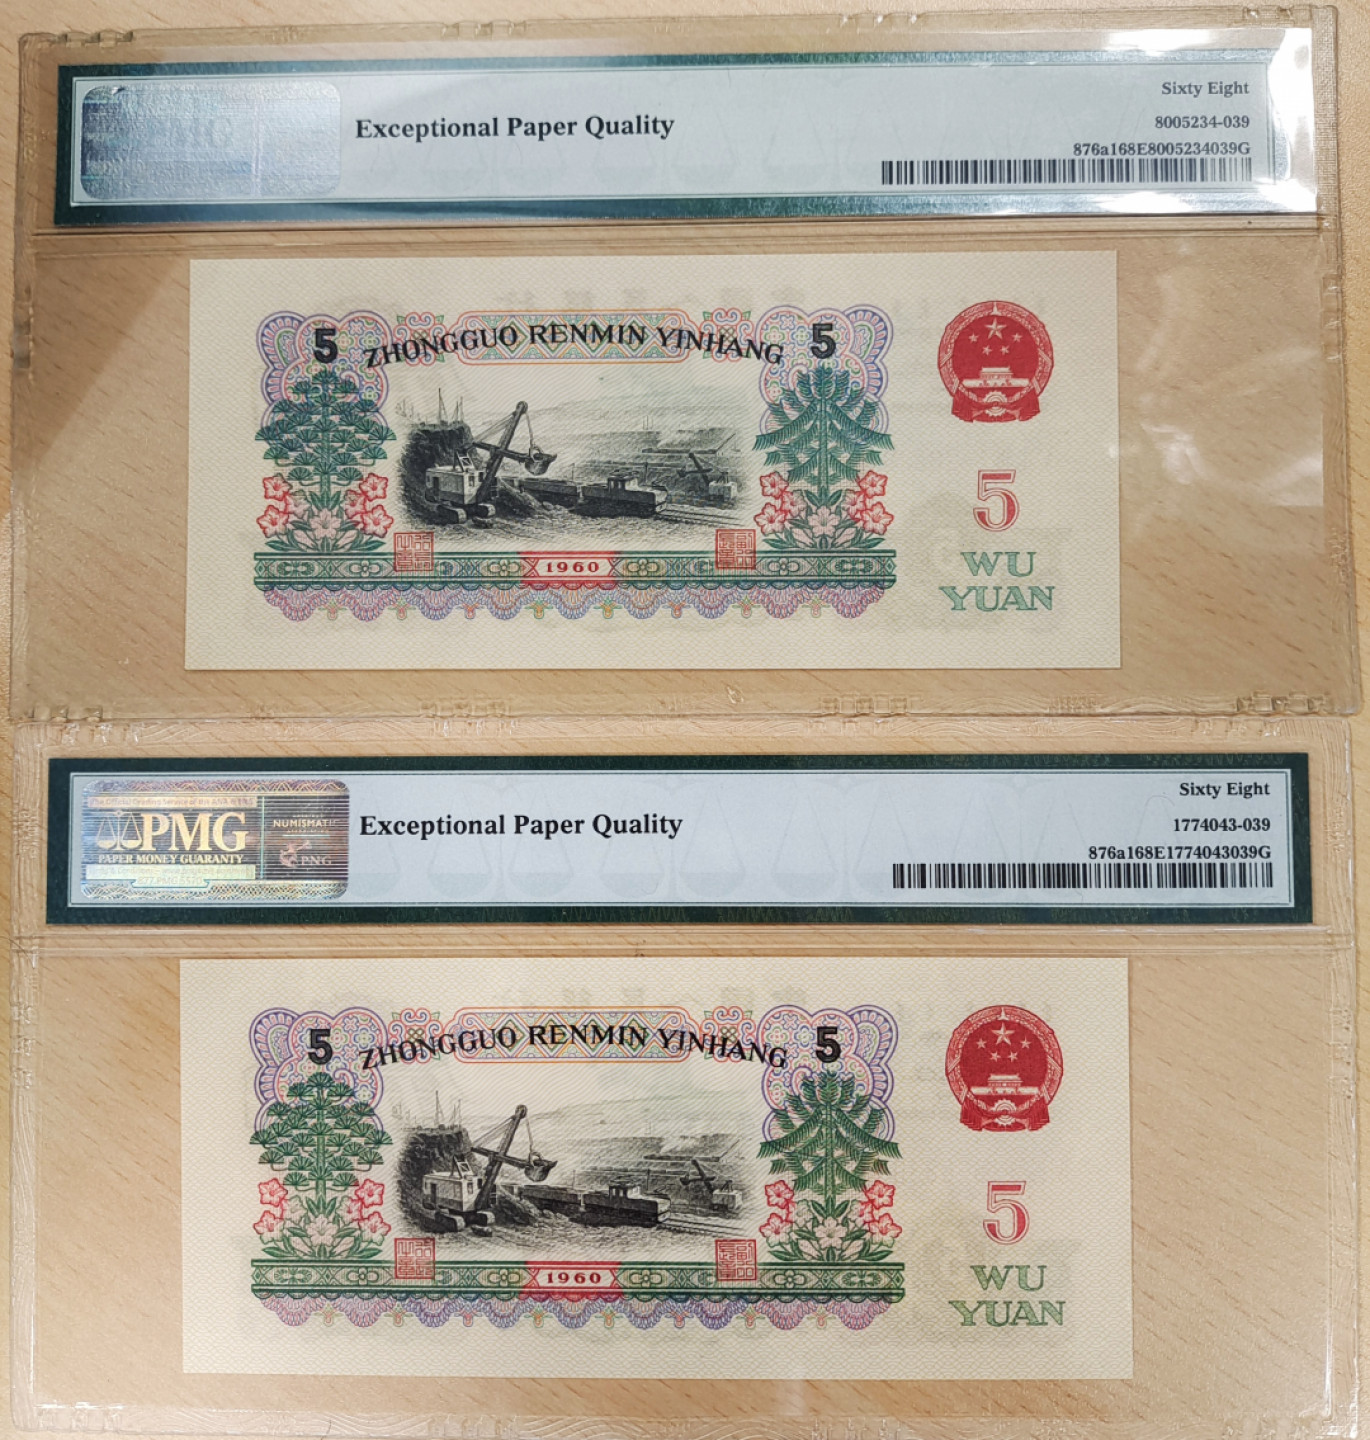 Exceptional Paper Quality
Sixty Eight
8005234-039
876a168E8005234039G
5 ZHONGGUO RENMIN YINHANG 5
5
WU
YUAN
1960
PMG
PAPER MONEY GUARANTY
NUMISMATIC
PNG
Exceptional Paper Quality
Sixty Eight
1774043-039
876a168E1774043039G
5 ZHONGGUO RENMIN YINHANG 5
5
WU
YUAN
1960